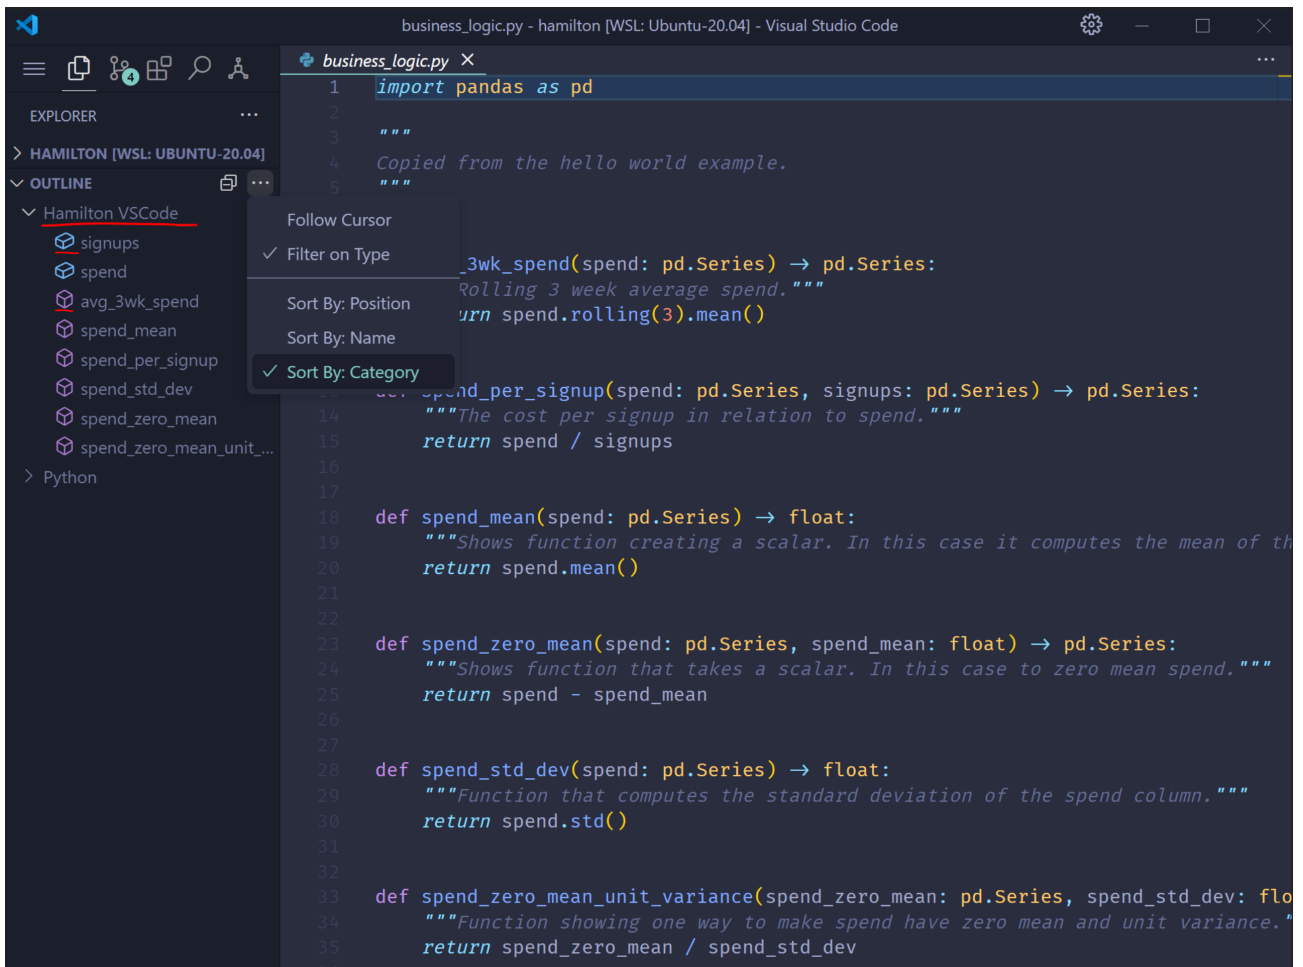 business_logic.py - hamilton [WSL: Ubuntu-20.04] - Visual Studio Code
4
business_logic.py
EXPLORER
HAMILTON [WSL: UBUNTU-20.04]
OUTLINE
Hamilton VSCode
signups
spend
avg_3wk_spend
spend_mean
spend_per_signup
spend_std_dev
spend_zero_mean
spend_zero_mean_unit_...
Python
Follow Cursor
Filter on Type
Sort By: Position
Sort By: Name
Sort By: Category
1 import pandas as pd
2
3 """
4 Copied from the hello world example.
5 """
_3wk_spend(spend: pd.Series) → pd.Series:
Rolling 3 week average spend."""
urn spend.rolling(3).mean()
13 def spend_per_signup(spend: pd.Series, signups: pd.Series) → pd.Series:
14 """The cost per signup in relation to spend."""
15 return spend / signups
16
17
18 def spend_mean(spend: pd.Series) → float:
19 """Shows function creating a scalar. In this case it computes the mean of th
20 return spend.mean()
21
22
23 def spend_zero_mean(spend: pd.Series, spend_mean: float) → pd.Series:
24 """Shows function that takes a scalar. In this case to zero mean spend."""
25 return spend - spend_mean
26
27
28 def spend_std_dev(spend: pd.Series) → float:
29 """Function that computes the standard deviation of the spend column."""
30 return spend.std()
31
32
33 def spend_zero_mean_unit_variance(spend_zero_mean: pd.Series, spend_std_dev: flo
34 """Function showing one way to make spend have zero mean and unit variance."
35 return spend_zero_mean / spend_std_dev